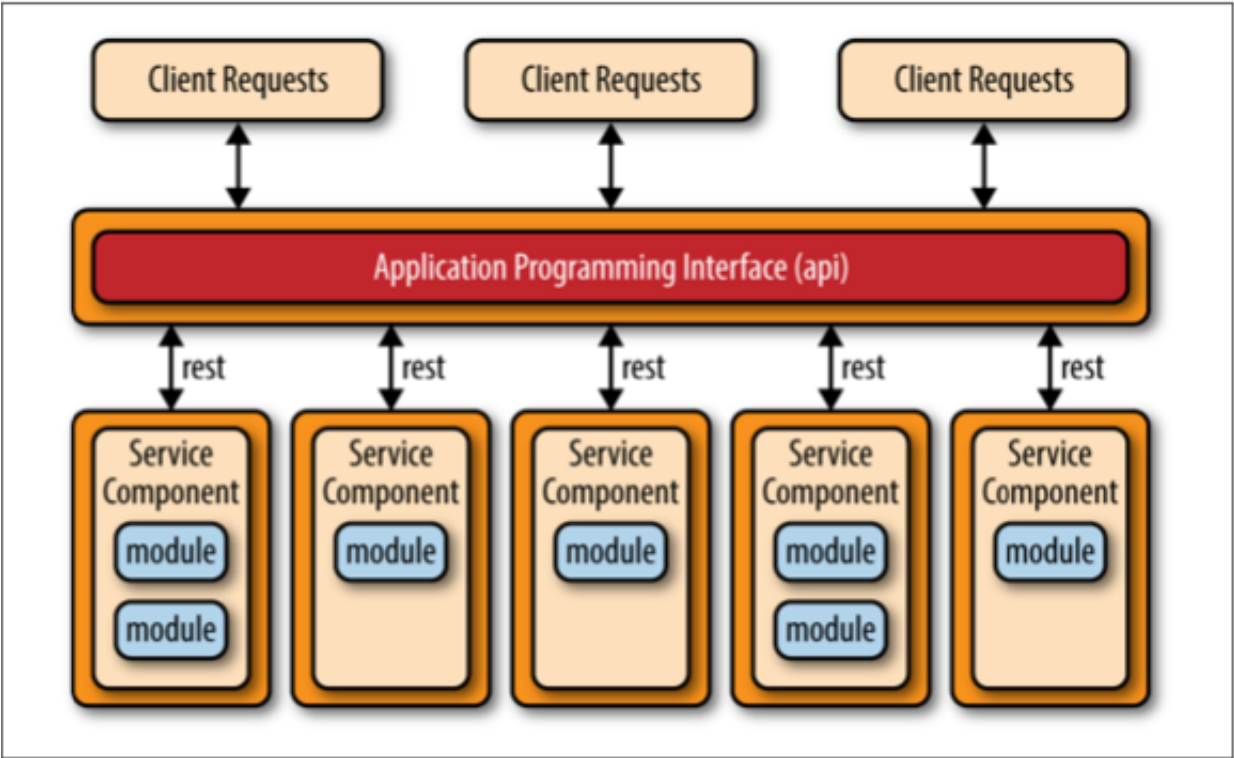 Client Requests
Client Requests
Client Requests
Application Programming Interface (api)
rest
rest
rest
rest
rest
Service
Component
module
module
Service
Component
module
Service
Component
module
Service
Component
module
module
Service
Component
module